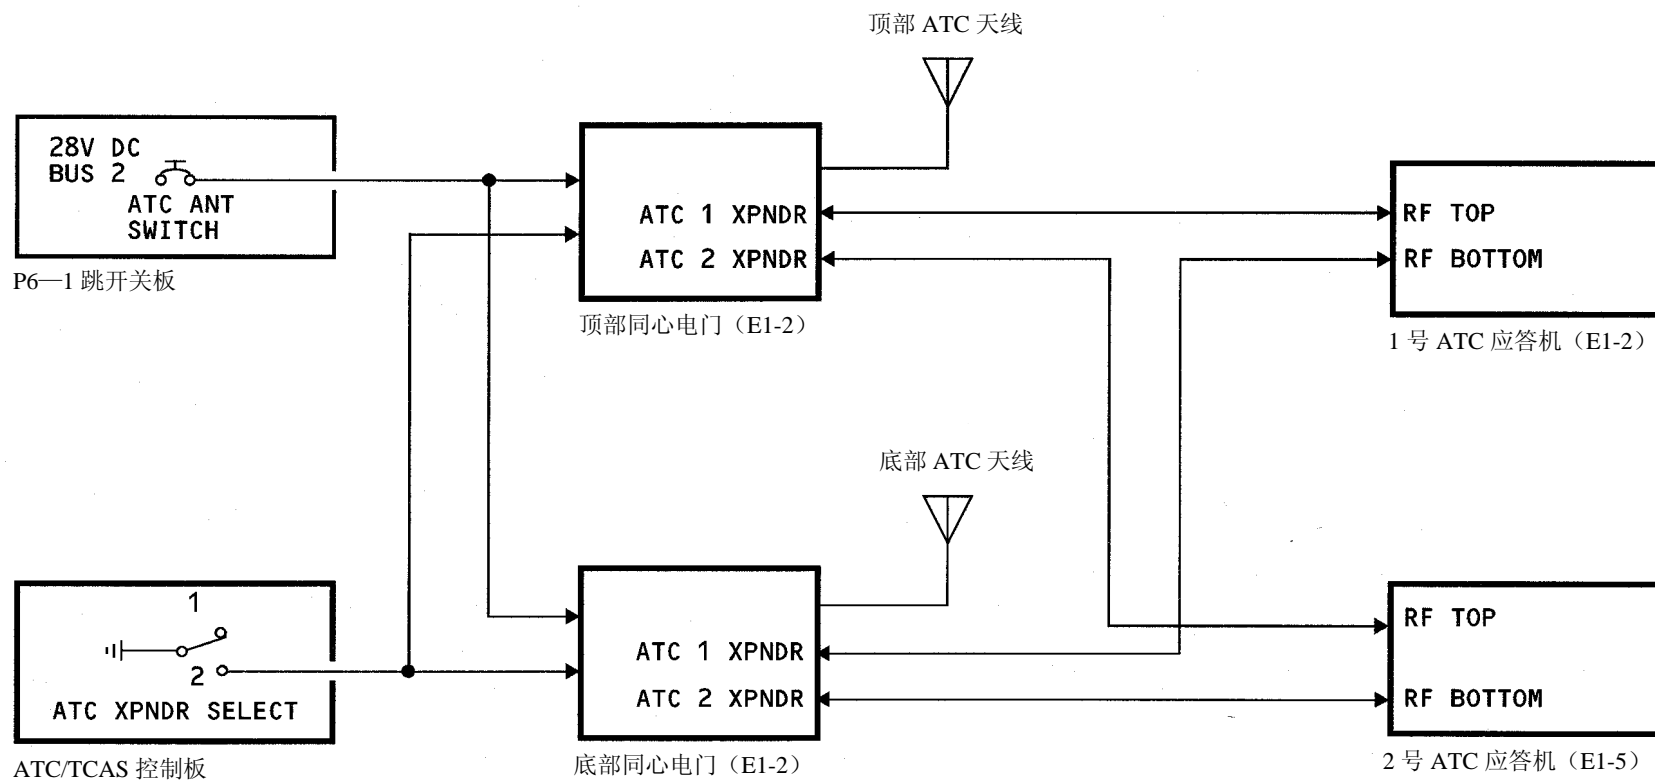 顶部 ATC 天线
28V DC
BUS 2
ATC ANT
SWITCH
P6—1 跳开关板
ATC 1 XPNDR
ATC 2 XPNDR
顶部同心电门（E1-2）
RF TOP
RF BOTTOM
1 号 ATC 应答机（E1-2）
底部 ATC 天线
1
2
ATC XPNDR SELECT
ATC/TCAS 控制板
ATC 1 XPNDR
ATC 2 XPNDR
底部同心电门（E1-2）
RF TOP
RF BOTTOM
2 号 ATC 应答机（E1-5）